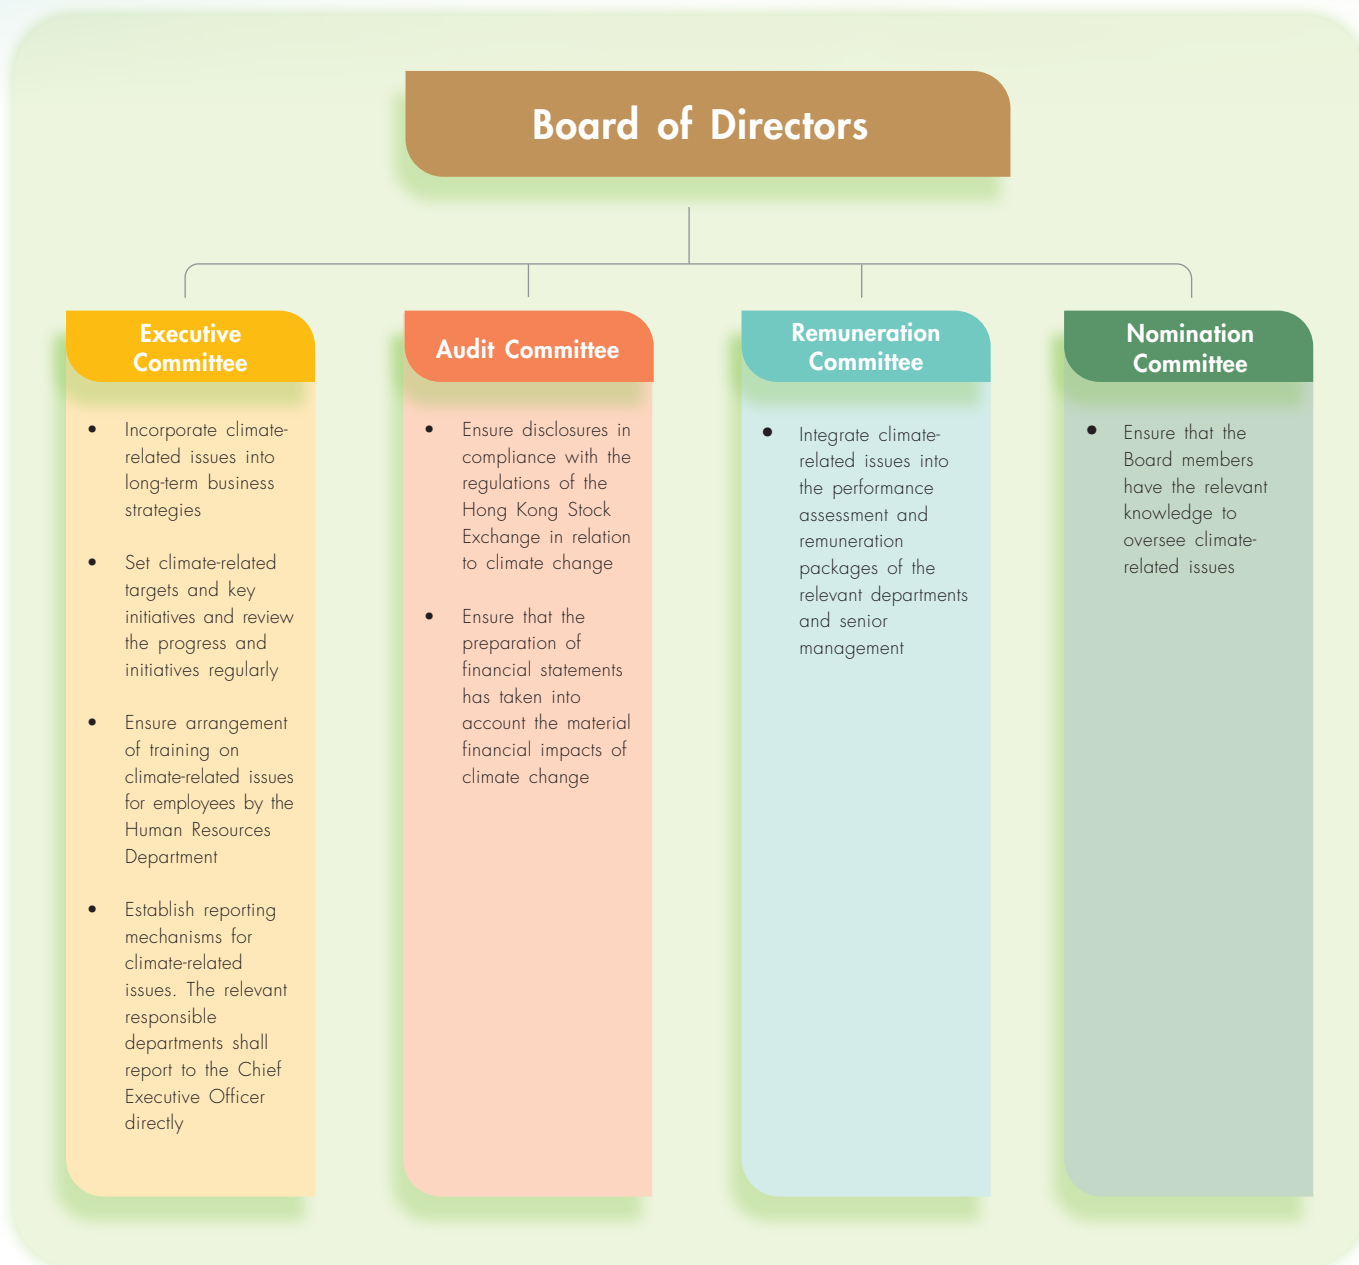 Board of Directors
Executive
Committee
• Incorporate climate-
related issues into
long-term business
strategies
• Set climate-related
targets and key
initiatives and review
the progress and
initiatives regularly
• Ensure arrangement
of training on
climate-related issues
for employees by the
Human Resources
Department
• Establish reporting
mechanisms for
climate-related
issues. The relevant
responsible
departments shall
report to the Chief
Executive Officer
directly
Audit Committee
• Ensure disclosures in
compliance with the
regulations of the
Hong Kong Stock
Exchange in relation
to climate change
• Ensure that the
preparation of
financial statements
has taken into
account the material
financial impacts of
climate change
Remuneration
Committee
• Integrate climate-
related issues into
the performance
assessment and
remuneration
packages of the
relevant departments
and senior
management
Nomination
Committee
• Ensure that the
Board members
have the relevant
knowledge to
oversee climate-
related issues